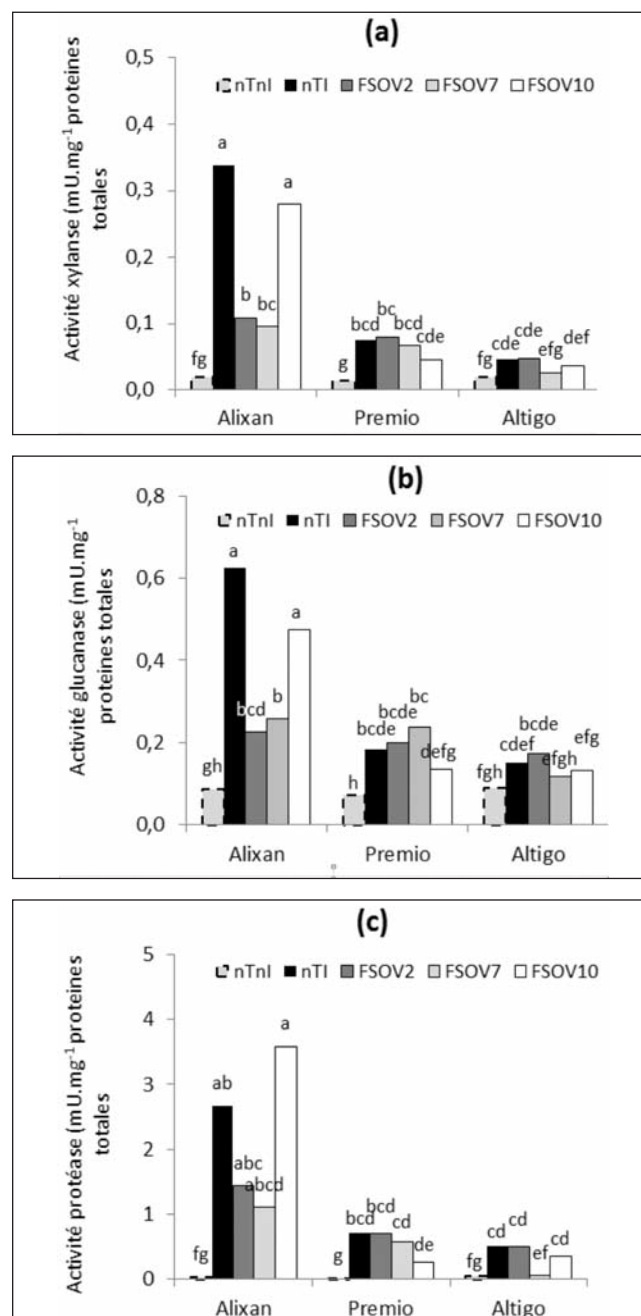 (a)
Activité xylanse (mU.mg-1 proteines
totales
0,5
0,4
0,3
0,2
0,1
0,0
nTnI nTI FSOV2 FSOV7 FSOV10
fg a b bc a
g bcd bc bcd cde
fg cde cde efg def
Alixan Premio Altigo
(b)
Activité glucanase (mU.mg-1
proteines totales
0,8
0,6
0,4
0,2
0,0
nTnI nTI FSOV2 FSOV7 FSOV10
gh a bcd b a
h bcde bcde bc defg
fgh cdef bcde efgh efg
Alixan Premio Altigo
(c)
Activité protéase (mU.mg-1 proteines
totales
5
4
3
2
1
0
nTnI nTI FSOV2 FSOV7 FSOV10
fg ab abc abcd a
g bcd bcd cd de
fg cd cd ef cd
Alixan Premio Altigo